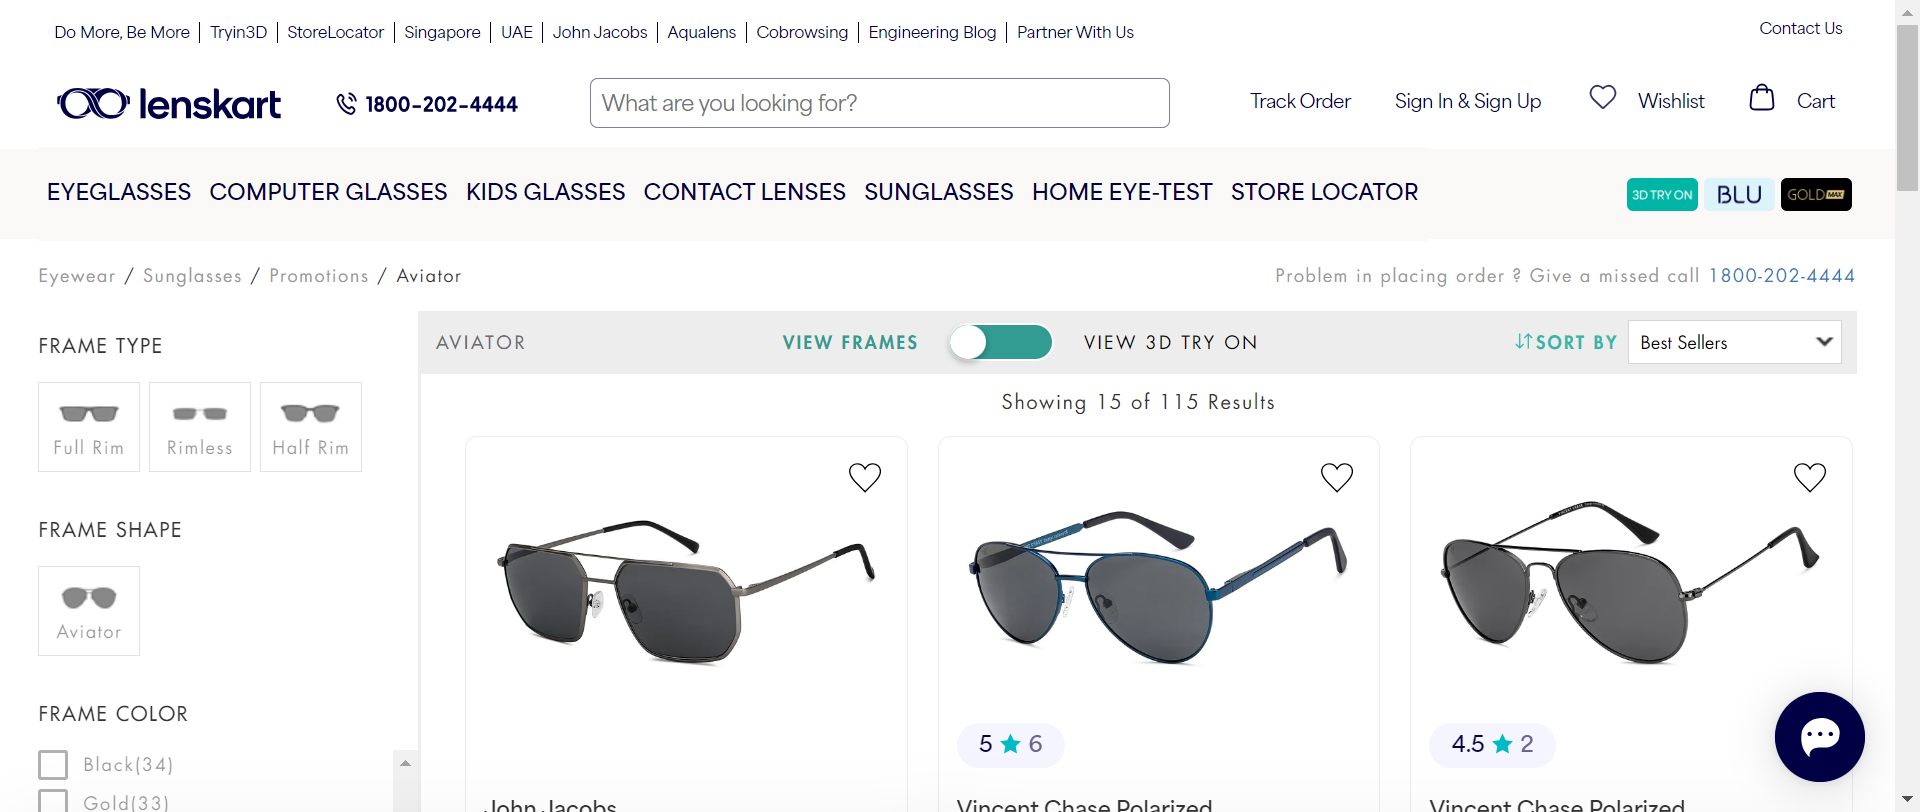 Do More, Be More Tryin3D StoreLocator Singapore UAE John Jacobs Aqualens Cobrowsing Engineering Blog Partner With Us
Contact Us
lenskart
1800-202-4444
What are you looking for?
Track Order
Sign In & Sign Up
Wishlist
Cart
EYEGLASSES COMPUTER GLASSES KIDS GLASSES CONTACT LENSES SUNGLASSES HOME EYE-TEST STORE LOCATOR
3D TRY ON
BLU
GOLD MAX
Eyewear / Sunglasses / Promotions / Aviator
Problem in placing order ? Give a missed call 1800-202-4444
FRAME TYPE
Full Rim
Rimless
Half Rim
FRAME SHAPE
Aviator
FRAME COLOR
Black(34)
Gold(33)
AVIATOR
VIEW FRAMES
VIEW 3D TRY ON
SORT BY
Best Sellers
Showing 15 of 115 Results
5 ★ 6
4.5 ★ 2
John Jacobs
Vincent Chase Polarized
Vincent Chase Polarized